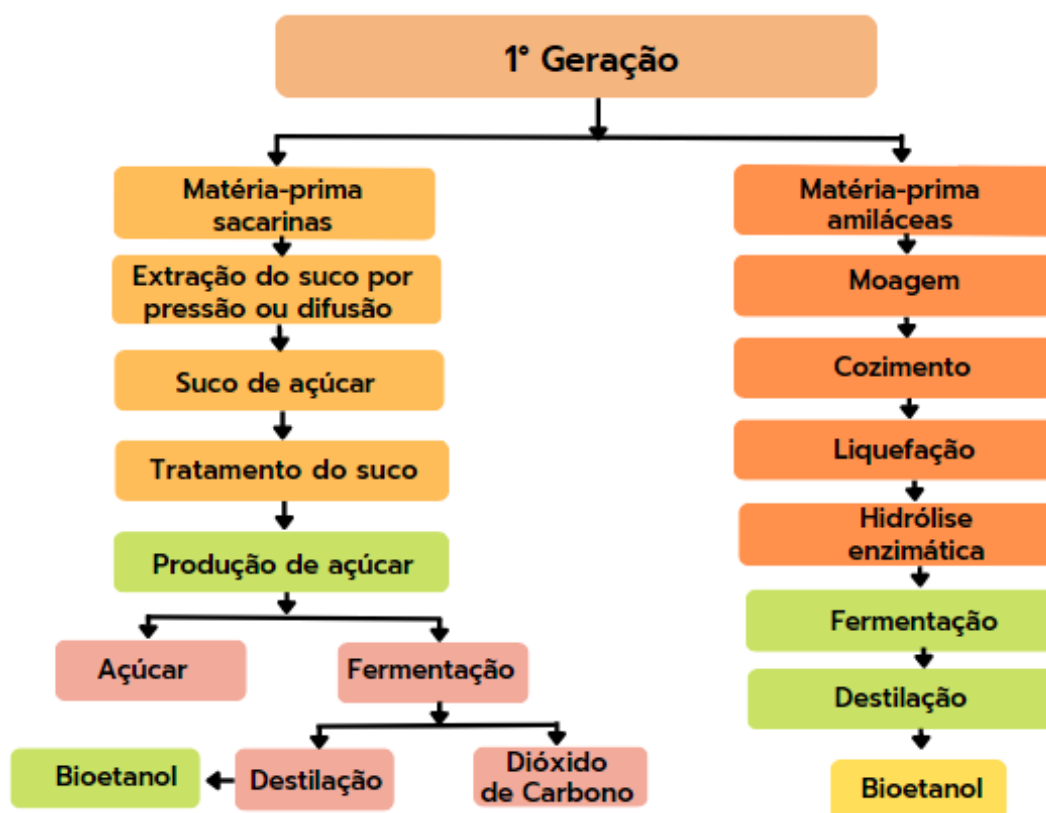 1° Geração
Matéria-prima
sacarinas
Extração do suco por
pressão ou difusão
Suco de açúcar
Tratamento do suco
Produção de açúcar
Açúcar
Fermentação
Bioetanol
Destilação
Dióxido
de Carbono
Matéria-prima
amiláceas
Moagem
Cozimento
Liquefação
Hidrólise
enzimática
Fermentação
Destilação
Bioetanol